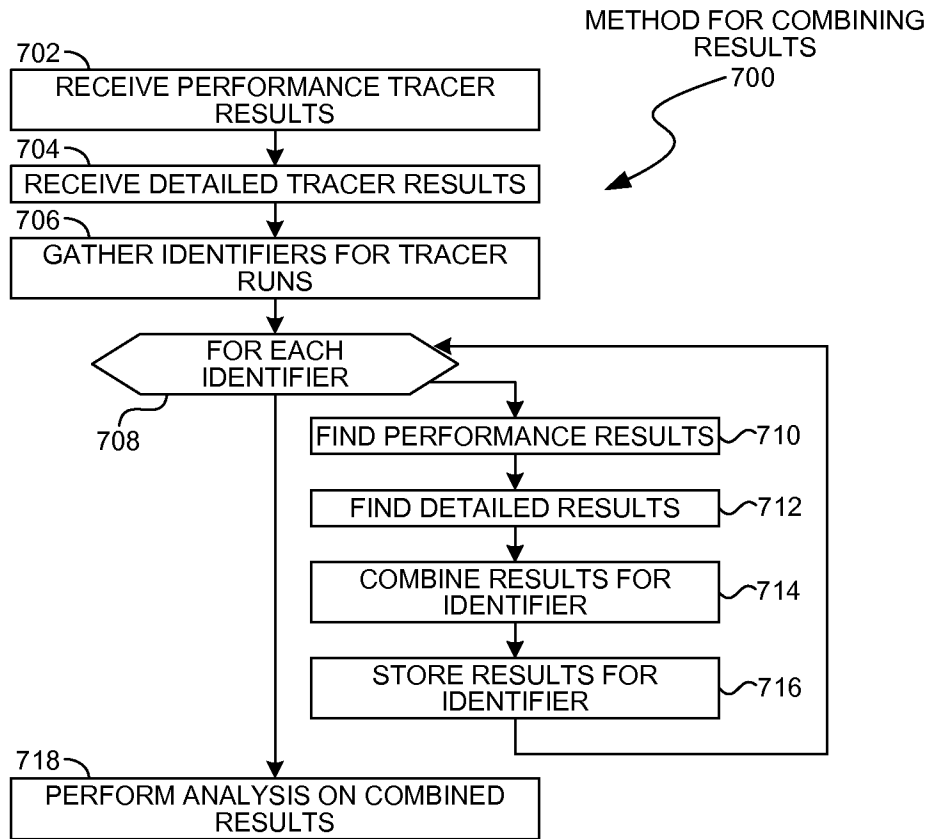 METHOD FOR COMBINING
RESULTS
700
702
RECEIVE PERFORMANCE TRACER
RESULTS
704
RECEIVE DETAILED TRACER RESULTS
706
GATHER IDENTIFIERS FOR TRACER
RUNS
FOR EACH
IDENTIFIER
708
FIND PERFORMANCE RESULTS
710
FIND DETAILED RESULTS
712
COMBINE RESULTS FOR
IDENTIFIER
714
STORE RESULTS FOR
IDENTIFIER
716
718
PERFORM ANALYSIS ON COMBINED
RESULTS